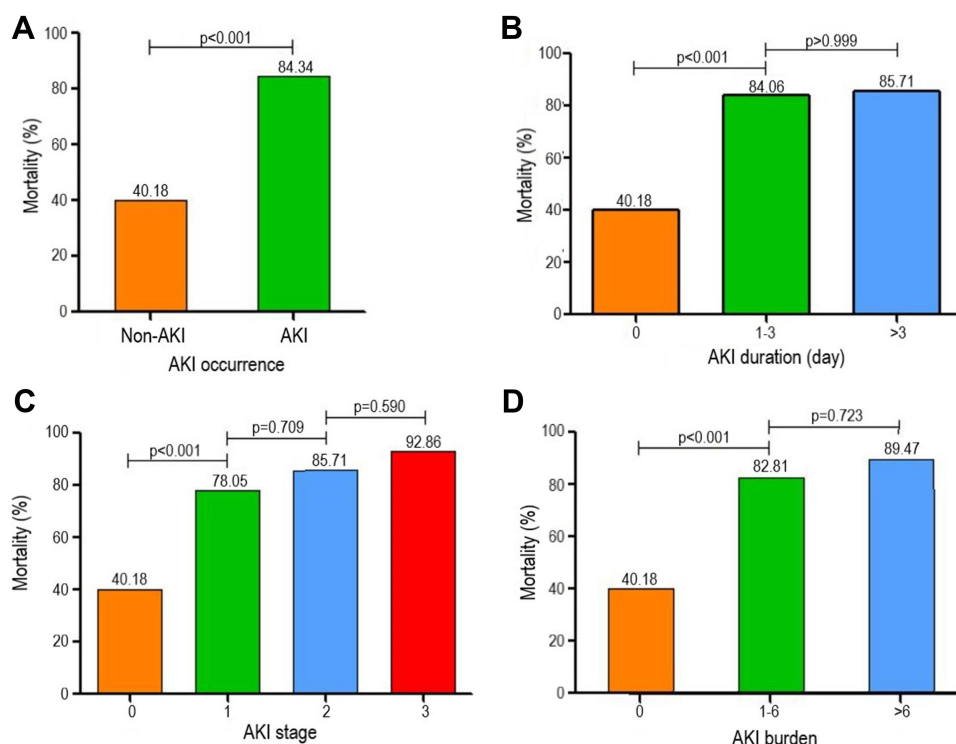 A
100
80
60
40
20
0
Mortality (%)
p<0.001
40.18
84.34
Non-AKI AKI
AKI occurrence
B
100
80
60
40
20
0
Mortality (%)
p<0.001
p>0.999
40.18
84.06
85.71
0 1-3 >3
AKI duration (day)
C
100
80
60
40
20
0
Mortality (%)
p<0.001
p=0.709
p=0.590
40.18
78.05
85.71
92.86
0 1 2 3
AKI stage
D
100
80
60
40
20
0
Mortality (%)
p<0.001
p=0.723
40.18
82.81
89.47
0 1-6 >6
AKI burden